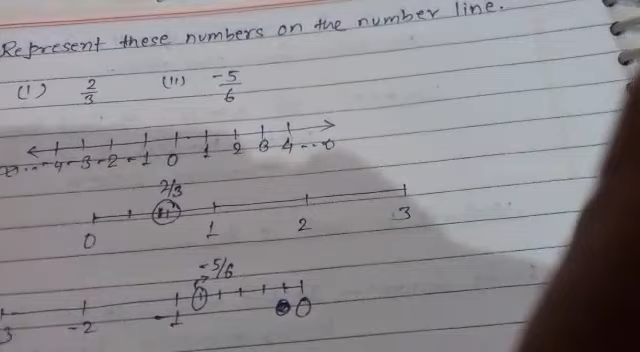 Represent these numbers on the number line.
(i) 2/3 (ii) -5/6
∞...-4 -3 -2 -1 0 1 2 3 4...∞
2/3
0 1 2 3
-5/6
3 -2 -1 0